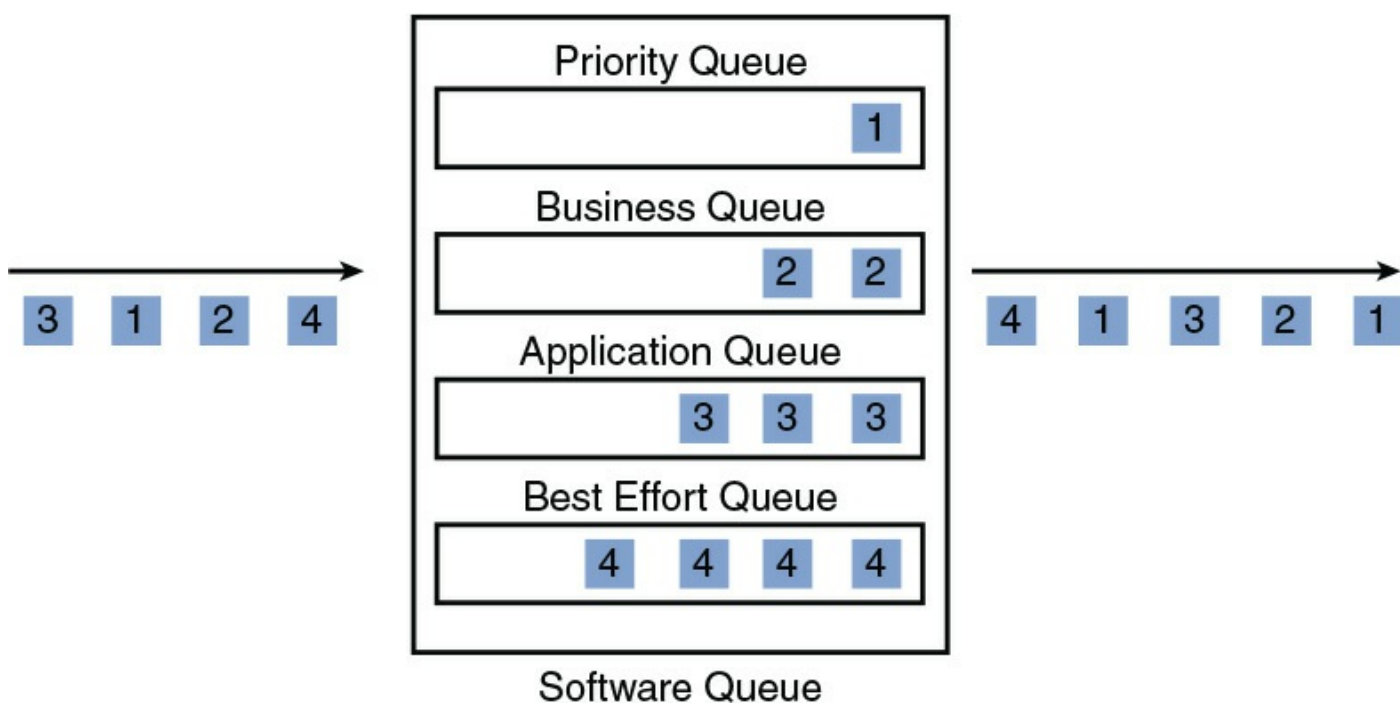 Priority Queue
1
Business Queue
2 2
Application Queue
3 3 3
Best Effort Queue
4 4 4 4
Software Queue
3 1 2 4
4 1 3 2 1